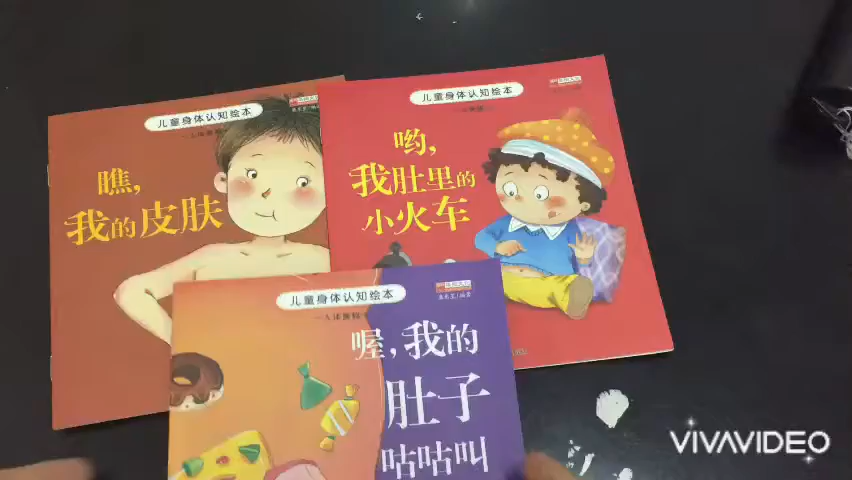 儿童身体认知绘本
瞧,
我的皮肤
儿童身体认知绘本
哟,
我肚里的
小火车
儿童身体认知绘本
喔,我的
肚子
咕咕叫
VIVAVIDEO